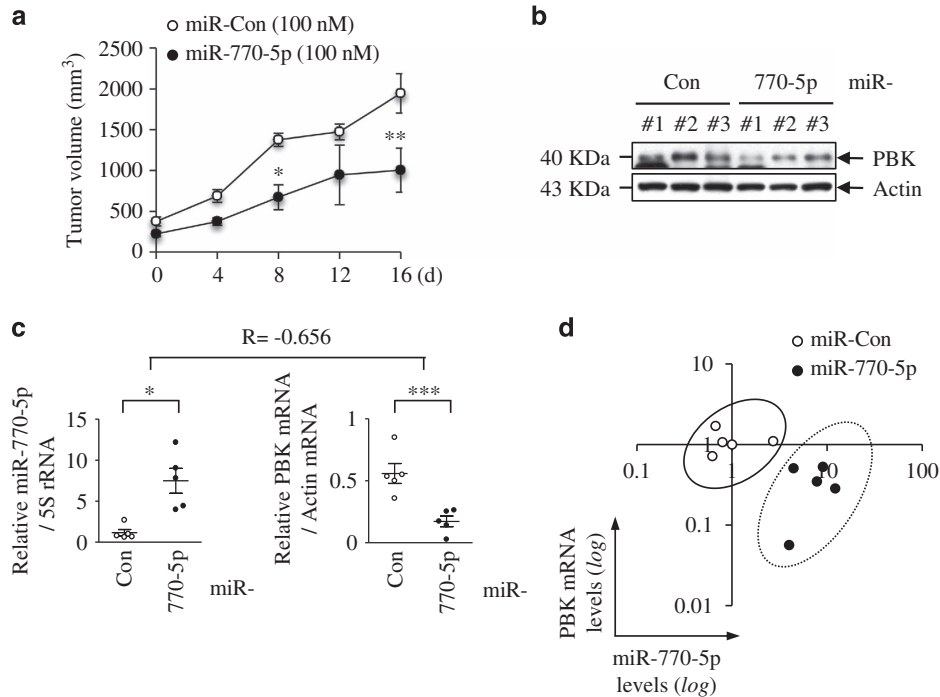 a
miR-Con (100 nM)
miR-770-5p (100 nM)
Tumor volume (mm³)
2500
2000
1500
1000
500
0
*
**
0 4 8 12 16 (d)
b
Con 770-5p miR-
#1 #2 #3 #1 #2 #3
40 KDa PBK
43 KDa Actin
c
R= -0.656
*
Relative miR-770-5p
/ 5S rRNA
15
10
5
0
Con 770-5p miR-
***
Relative PBK mRNA
/ Actin mRNA
1
0.5
0
Con 770-5p miR-
d
miR-Con
miR-770-5p
10
1
0.1 1 10 100
0.1
0.01
PBK mRNA
levels (log)
miR-770-5p
levels (log)